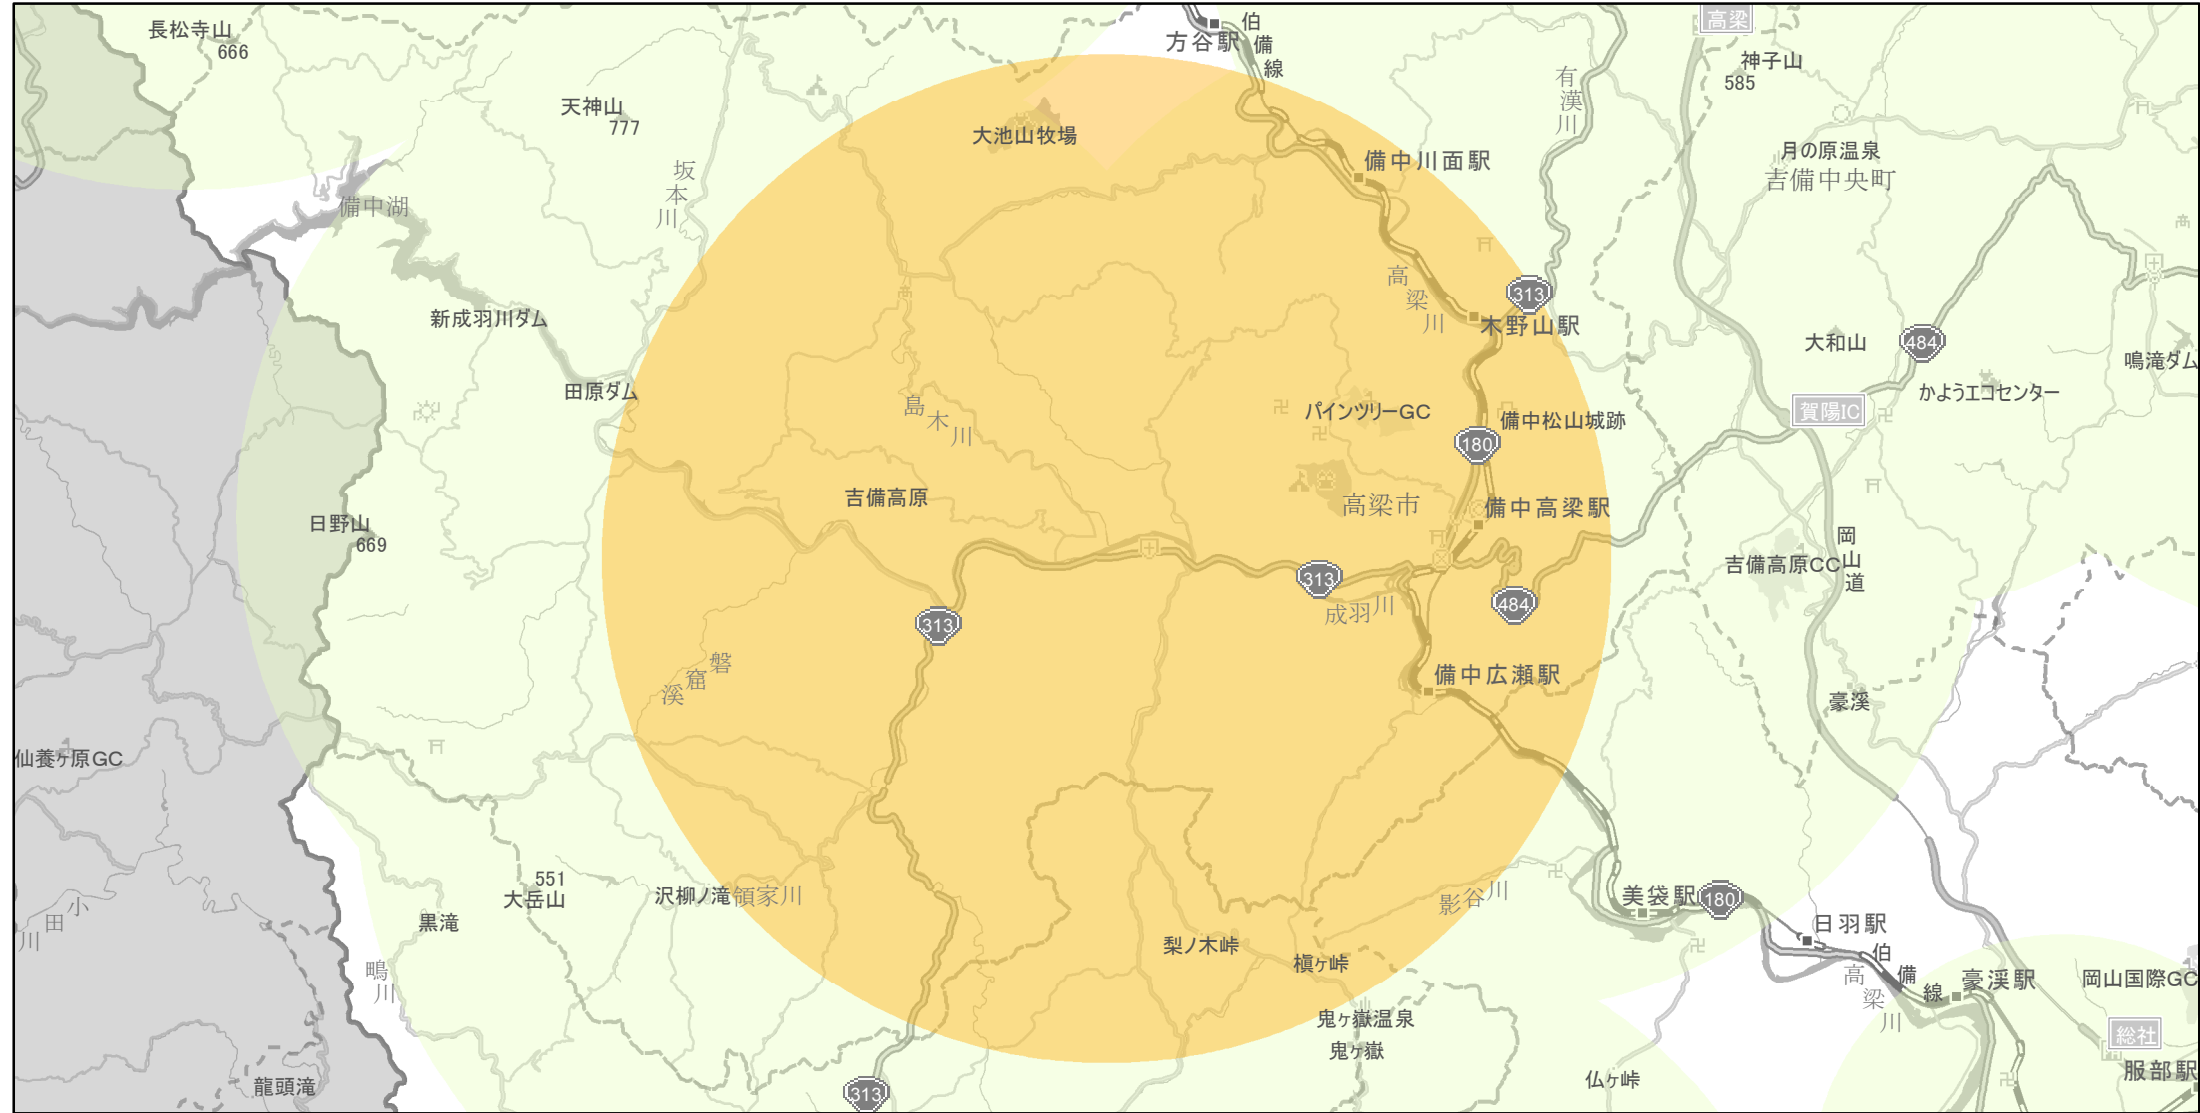 長松寺山
666
方谷駅
伯備線
高梁
神子山
585
天神山
777
大池山牧場
有漢川
備中川面駅
月の原温泉
吉備中央町
坂本川
備中湖
高梁川
313
木野山駅
新成羽川ダム
大和山
484
鳴滝ダム
田原ダム
かようエコセンター
島木川
パインツリーGC
備中松山城跡
賀陽IC
180
吉備高原
高梁市
備中高梁駅
日野山
669
岡山道
吉備高原CC
313
484
成羽川
313
磐窟溪
備中広瀬駅
豪溪
仙養ヶ原GC
551
大岳山
沢柳ノ滝
領家川
影谷川
美袋駅
180
小田川
黒滝
日羽駅
梨ノ木峠
槇ヶ峠
伯備線
高梁川
豪渓駅
岡山国際GC
鴫川
鬼ヶ嶽温泉
鬼ヶ嶽
総社
服部駅
龍頭滝
313
仏ヶ峠